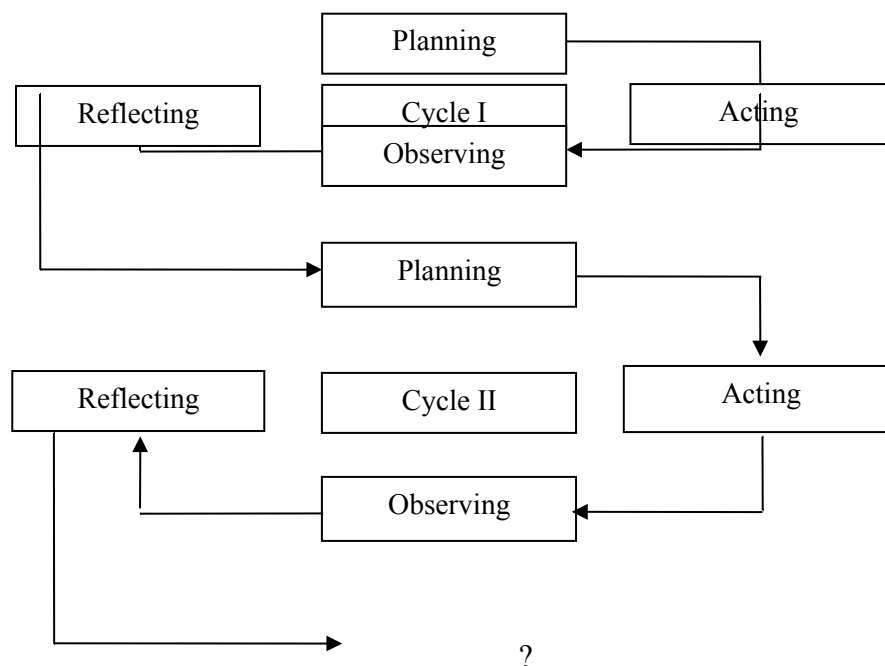 Planning
Reflecting
Cycle I
Acting
Observing
Planning
Reflecting
Cycle II
Acting
Observing
?